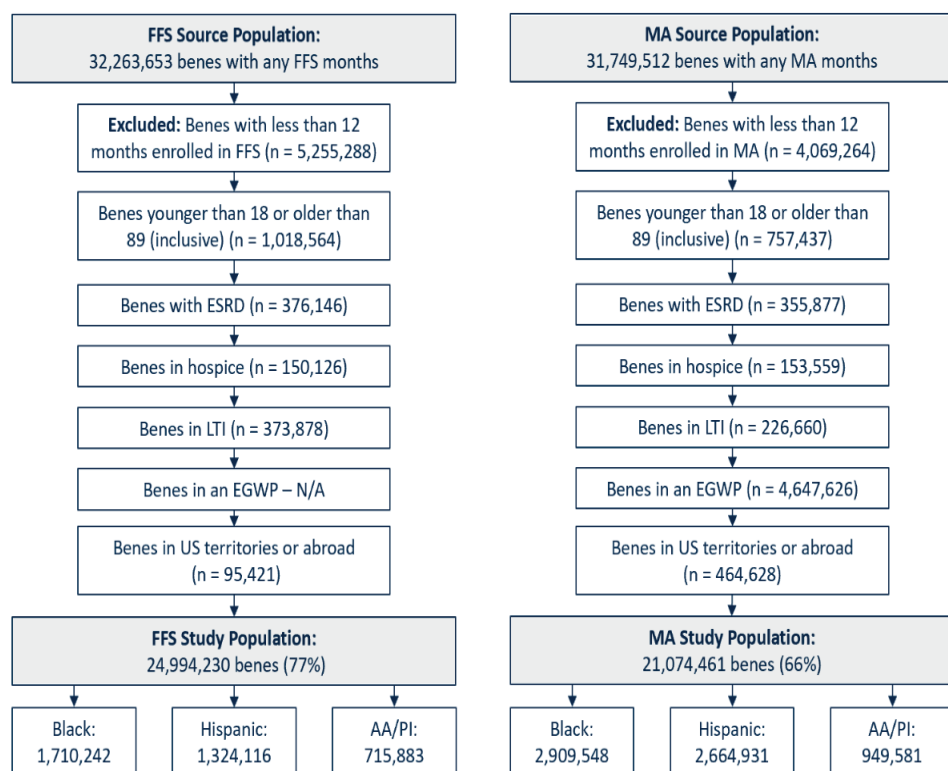 FFS Source Population:
32,263,653 benes with any FFS months
Excluded: Benes with less than 12
months enrolled in FFS (n = 5,255,288)
Benes younger than 18 or older than
89 (inclusive) (n = 1,018,564)
Benes with ESRD (n = 376,146)
Benes in hospice (n = 150,126)
Benes in LTI (n = 373,878)
Benes in an EGWP – N/A
Benes in US territories or abroad
(n = 95,421)
FFS Study Population:
24,994,230 benes (77%)
Black:
1,710,242
Hispanic:
1,324,116
AA/PI:
715,883
MA Source Population:
31,749,512 benes with any MA months
Excluded: Benes with less than 12
months enrolled in MA (n = 4,069,264)
Benes younger than 18 or older than
89 (inclusive) (n = 757,437)
Benes with ESRD (n = 355,877)
Benes in hospice (n = 153,559)
Benes in LTI (n = 226,660)
Benes in an EGWP (n = 4,647,626)
Benes in US territories or abroad
(n = 464,628)
MA Study Population:
21,074,461 benes (66%)
Black:
2,909,548
Hispanic:
2,664,931
AA/PI:
949,581